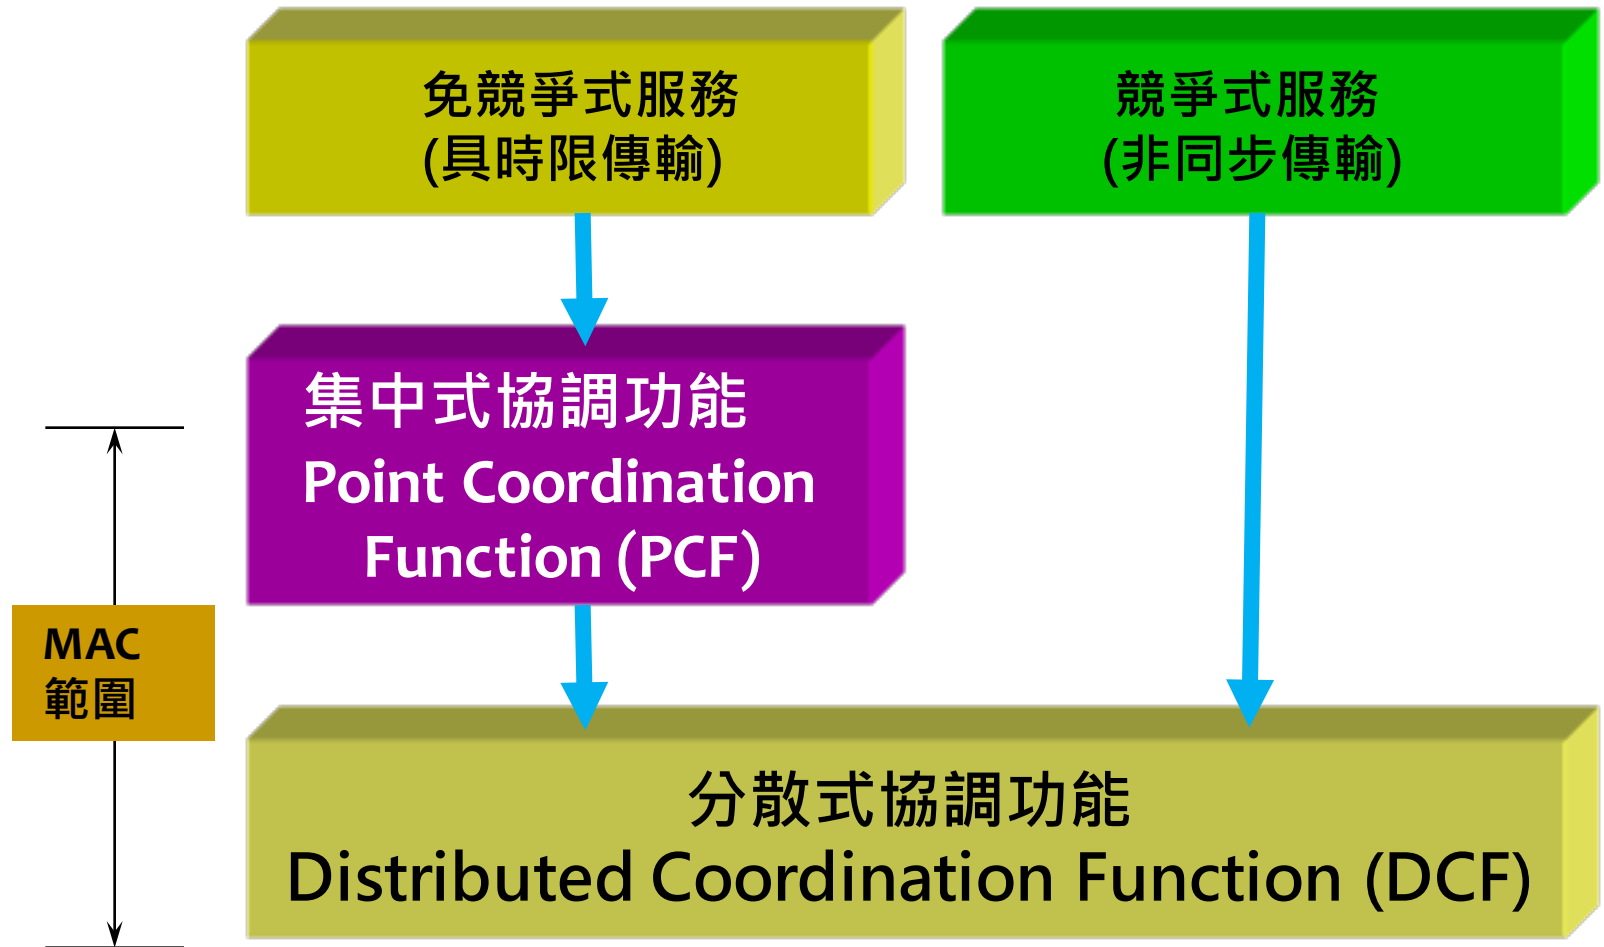 免競爭式服務
(具時限傳輸)
競爭式服務
(非同步傳輸)
集中式協調功能
Point Coordination
Function (PCF)
MAC
範圍
分散式協調功能
Distributed Coordination Function (DCF)